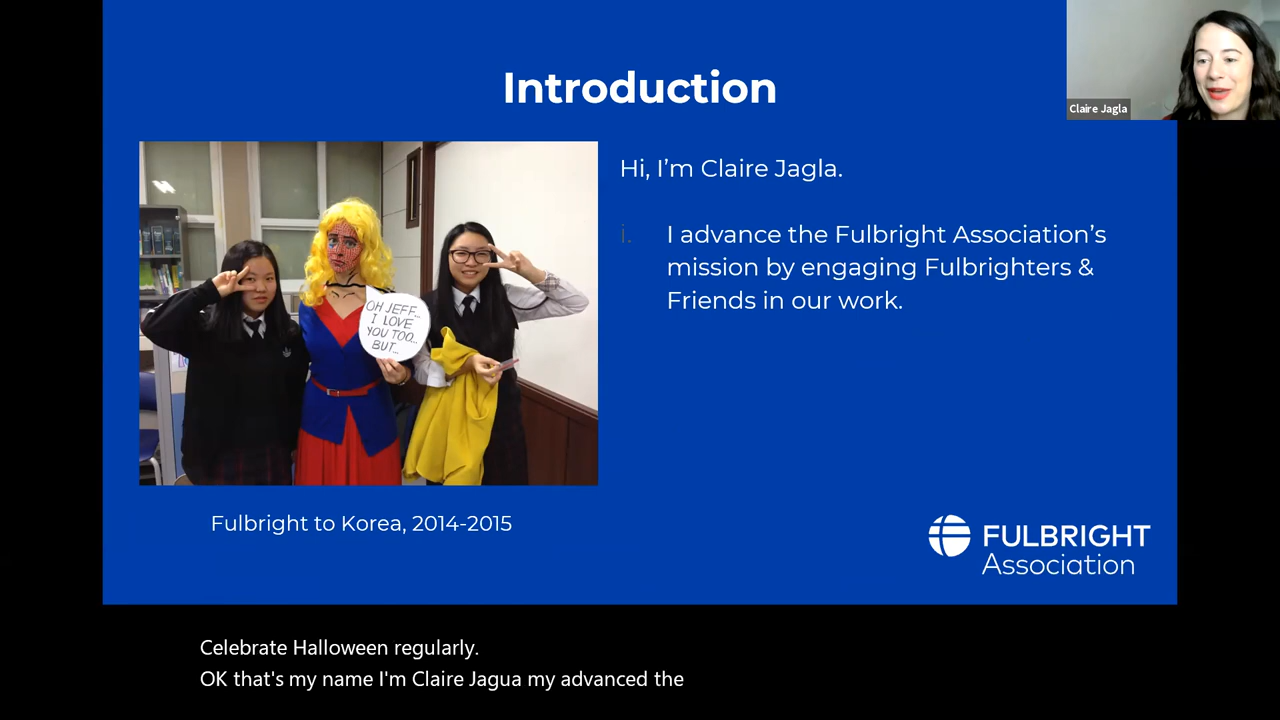 Introduction
Claire Jagla
Hi, I’m Claire Jagla.
i. I advance the Fulbright Association’s
mission by engaging Fulbrighters &
Friends in our work.
OH JEFF...
I LOVE
YOU TOO...
BUT...
Fulbright to Korea, 2014-2015
FULBRIGHT
Association
Celebrate Halloween regularly.
OK that's my name I'm Claire Jagua my advanced the